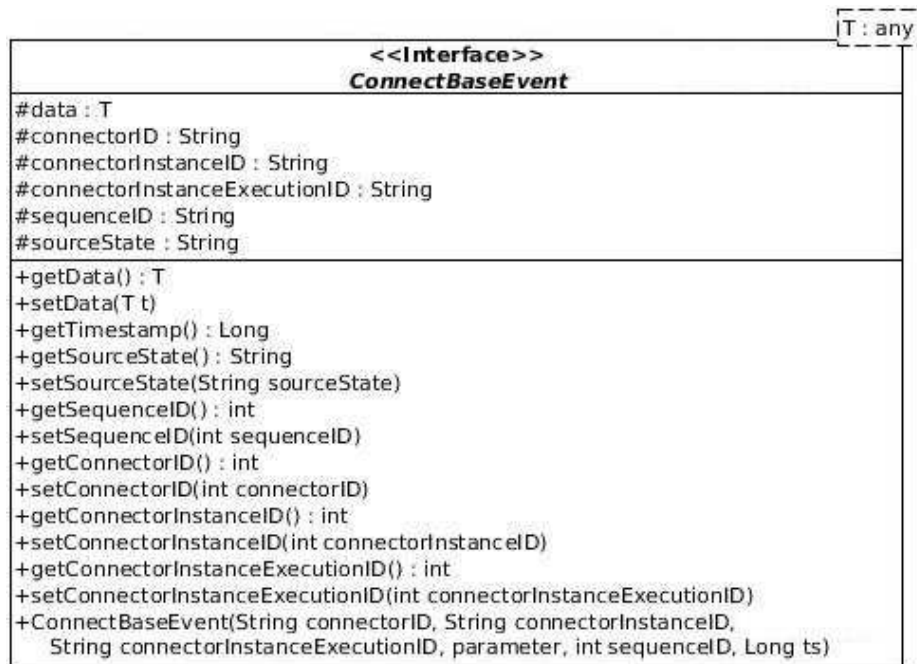 T : any
<<Interface>>
ConnectBaseEvent
#data : T
#connectorID : String
#connectorInstanceID : String
#connectorInstanceExecutionID : String
#sequenceID : String
#sourceState : String
+getData() : T
+setData(T t)
+getTimestamp() : Long
+getSourceState() : String
+setSourceState(String sourceState)
+getSequenceID() : int
+setSequenceID(int sequenceID)
+getConnectorID() : int
+setConnectorID(int connectorID)
+getConnectorInstanceID() : int
+setConnectorInstanceID(int connectorInstanceID)
+getConnectorInstanceExecutionID() : int
+setConnectorInstanceExecutionID(int connectorInstanceExecutionID)
+ConnectBaseEvent(String connectorID, String connectorInstanceID,
String connectorInstanceExecutionID, parameter, int sequenceID, Long ts)